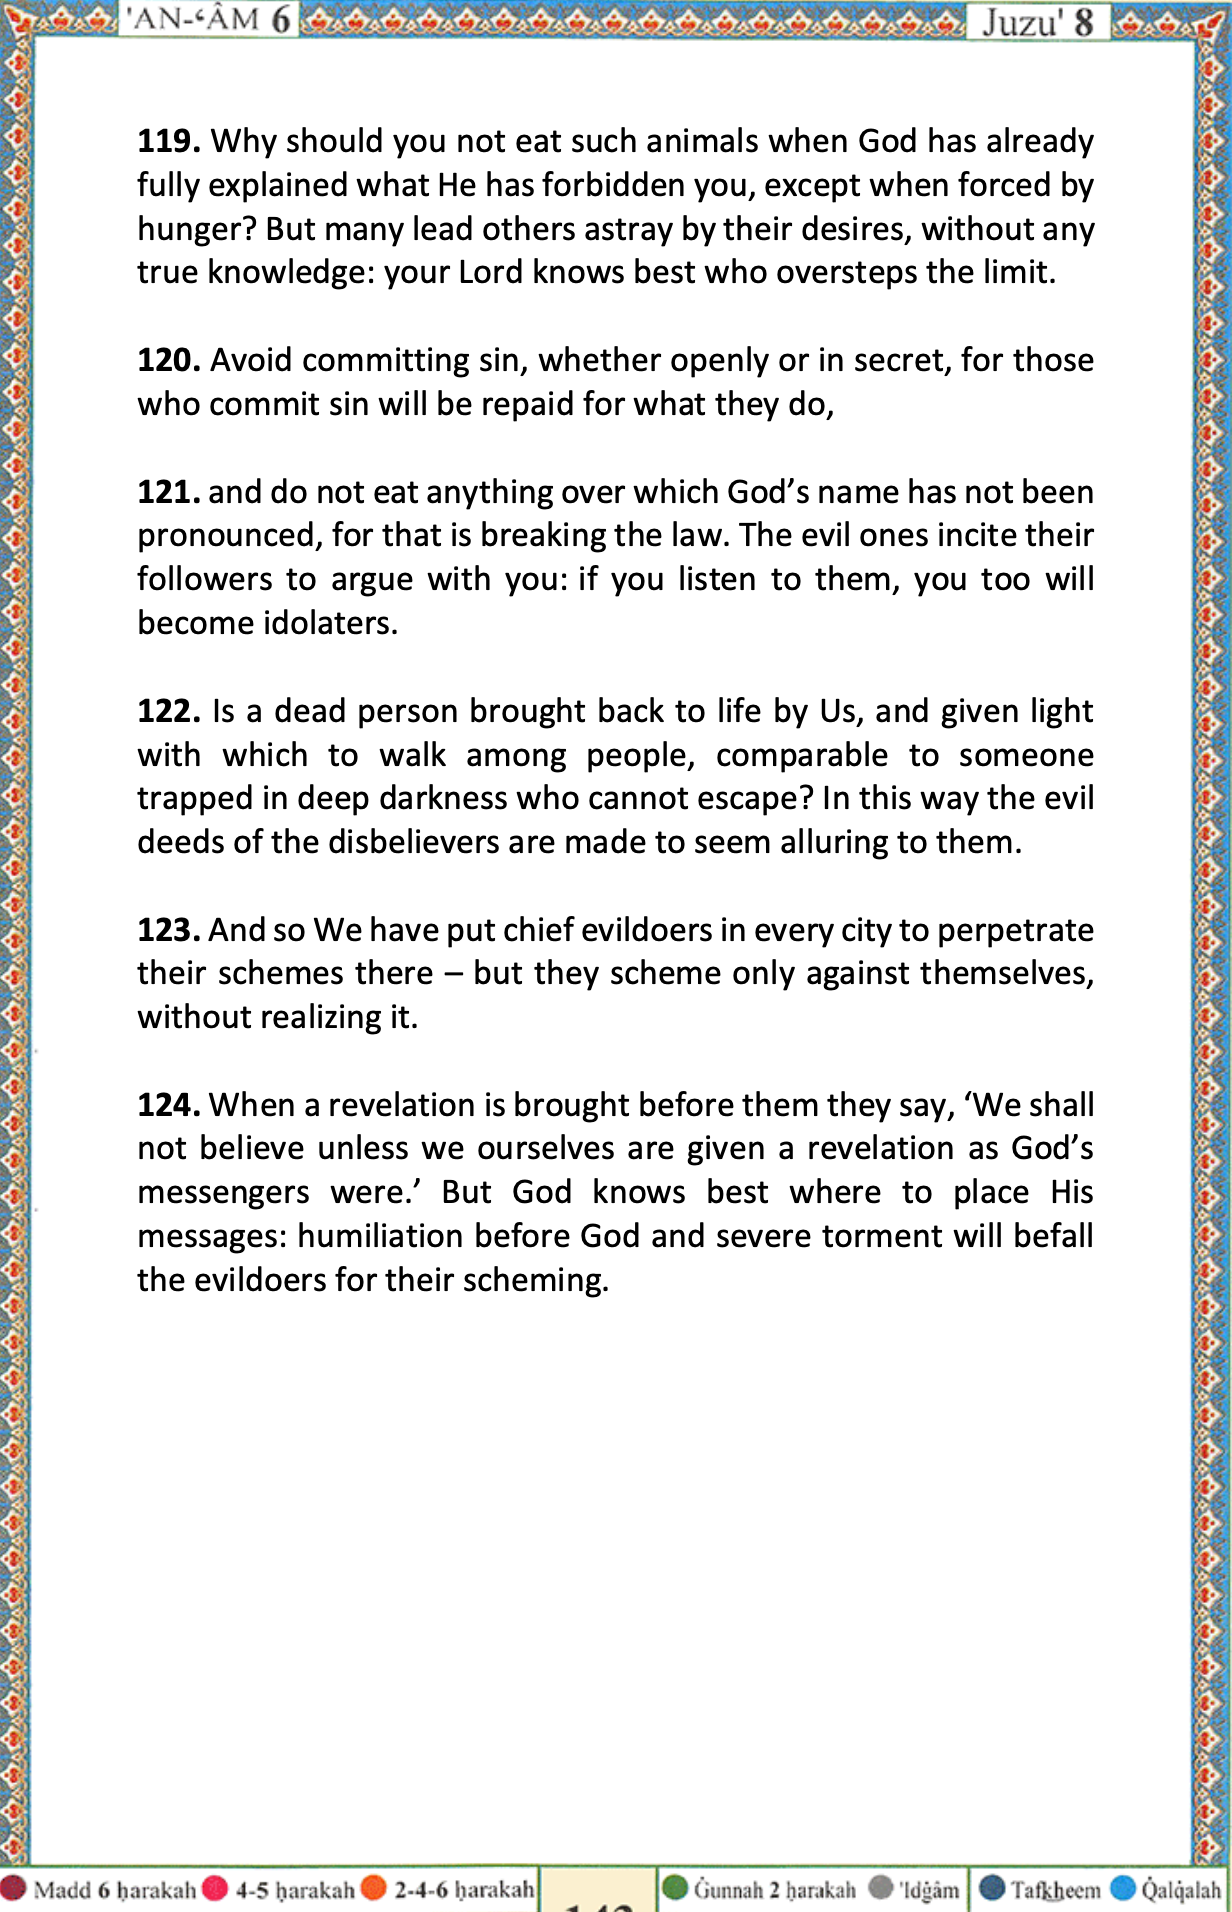 'AN-ʿÂM 6
Juzu' 8
119. Why should you not eat such animals when God has already
fully explained what He has forbidden you, except when forced by
hunger? But many lead others astray by their desires, without any
true knowledge: your Lord knows best who oversteps the limit.
120. Avoid committing sin, whether openly or in secret, for those
who commit sin will be repaid for what they do,
121. and do not eat anything over which God’s name has not been
pronounced, for that is breaking the law. The evil ones incite their
followers to argue with you: if you listen to them, you too will
become idolaters.
122. Is a dead person brought back to life by Us, and given light
with which to walk among people, comparable to someone
trapped in deep darkness who cannot escape? In this way the evil
deeds of the disbelievers are made to seem alluring to them.
123. And so We have put chief evildoers in every city to perpetrate
their schemes there – but they scheme only against themselves,
without realizing it.
124. When a revelation is brought before them they say, ‘We shall
not believe unless we ourselves are given a revelation as God’s
messengers were.’ But God knows best where to place His
messages: humiliation before God and severe torment will befall
the evildoers for their scheming.
Madd 6 ḥarakah 4-5 ḥarakah 2-4-6 ḥarakah
Ġunnah 2 ḥarakah 'Idġâm Tafkheem Q̇alq̇alah